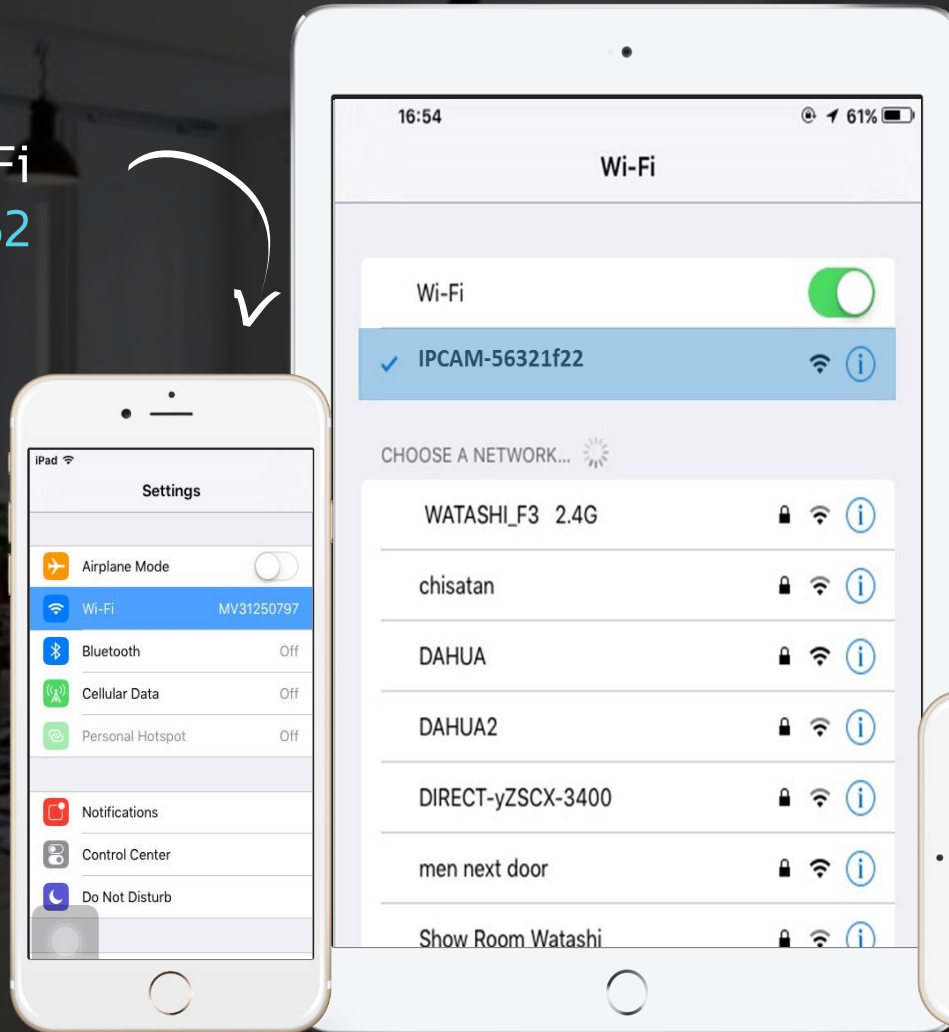 Fi
62
16:54 61%
Wi-Fi
Wi-Fi
IPCAM-56321f22
CHOOSE A NETWORK...
WATASHI_F3 2.4G
chisatan
DAHUA
DAHUA2
DIRECT-yZSCX-3400
men next door
Show Room Watashi
iPad
Settings
Airplane Mode
Wi-Fi MV31250797
Bluetooth Off
Cellular Data Off
Personal Hotspot Off
Notifications
Control Center
Do Not Disturb